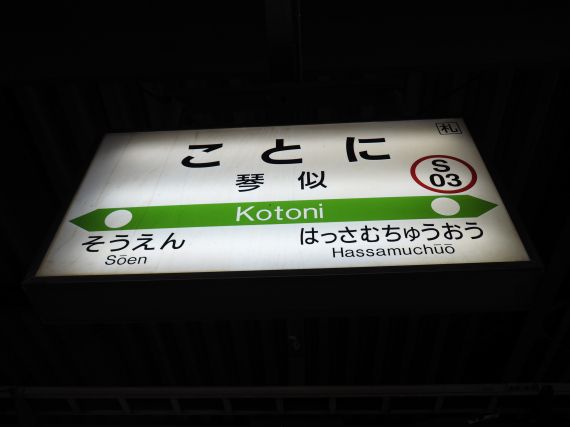 札
ことに
琴似
S
03
Kotoni
そうえん
Sōen
はっさむちゅうおう
Hassamuchūō